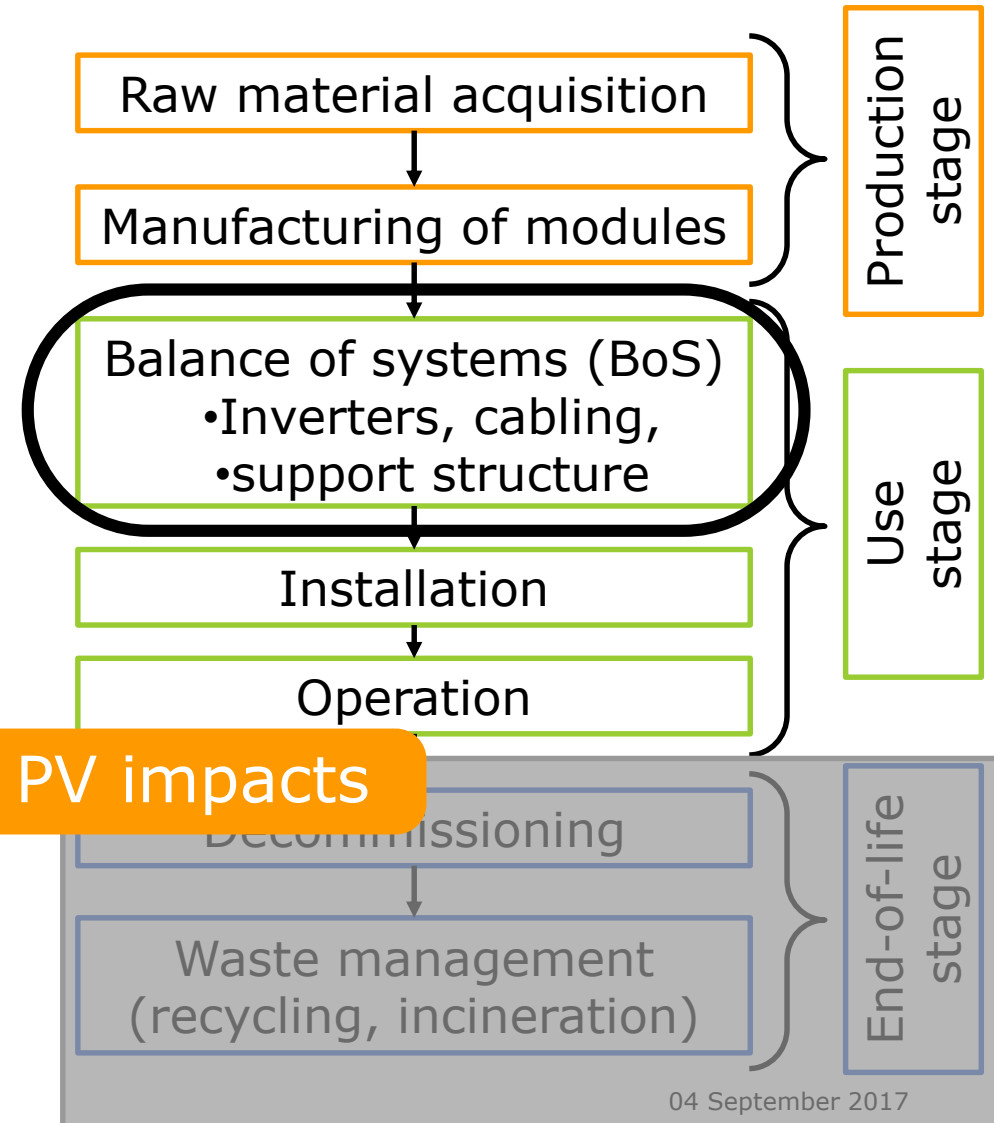 Raw material acquisition
Manufacturing of modules
Production
stage
Balance of systems (BoS)
•Inverters, cabling,
•support structure
Installation
Operation
Use
stage
PV impacts
Decommissioning
Waste management
(recycling, incineration)
End-of-life
stage
04 September 2017